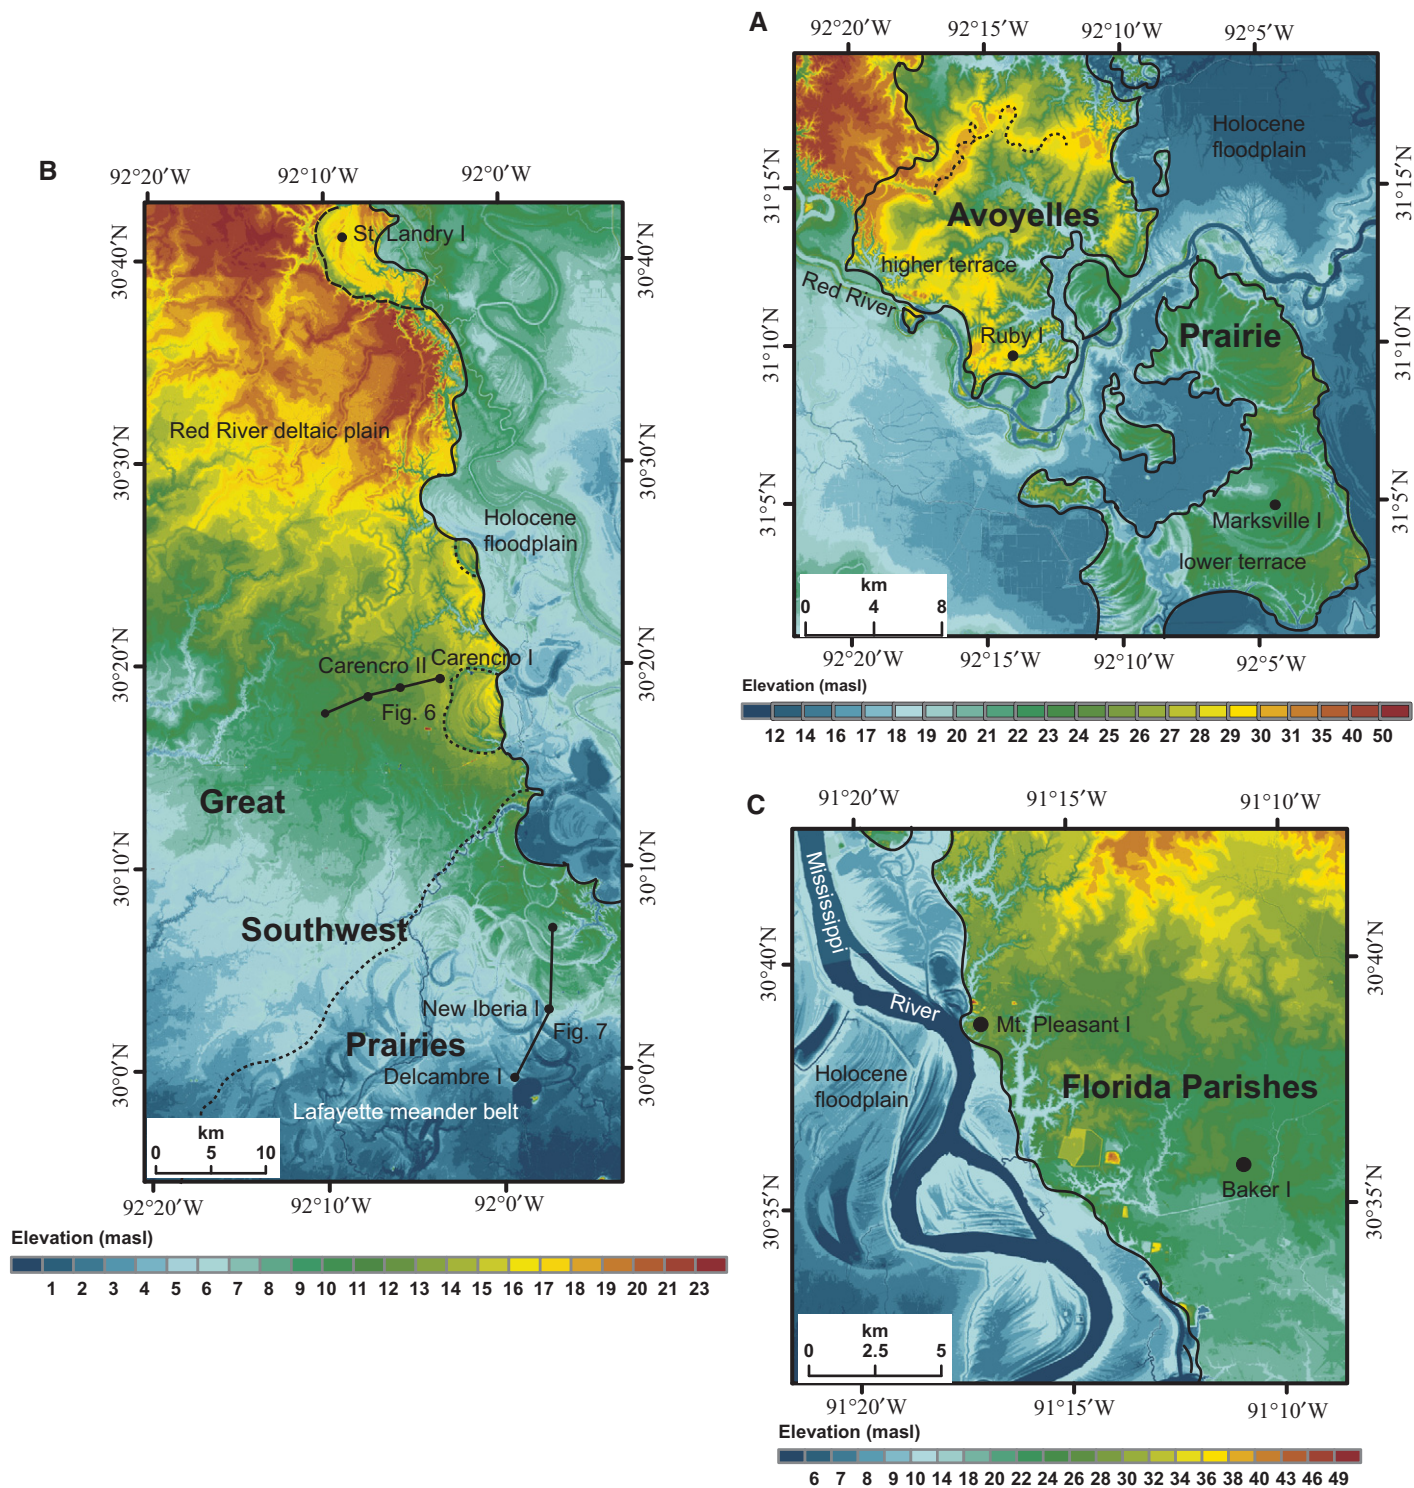 A
92°20′W 92°15′W 92°10′W 92°5′W
31°15′N
31°10′N
31°5′N
Holocene
floodplain
Avoyelles
higher terrace
Red River
Ruby I
Prairie
Marksville I
lower terrace
km
0 4 8
31°15′N
31°10′N
31°5′N
92°20′W 92°15′W 92°10′W 92°5′W
Elevation (masl)
12 14 16 17 18 19 20 21 22 23 24 25 26 27 28 29 30 31 35 40 50
B
92°20′W 92°10′W 92°0′W
30°40′N
30°30′N
30°20′N
30°10′N
30°0′N
St. Landry I
Red River deltaic plain
Holocene
floodplain
Carencro II Carencro I
Fig. 6
Great
Southwest
Prairies
New Iberia I
Fig. 7
Delcambre I
Lafayette meander belt
km
0 5 10
30°40′N
30°30′N
30°20′N
30°10′N
30°0′N
92°20′W 92°10′W 92°0′W
Elevation (masl)
1 2 3 4 5 6 7 8 9 10 11 12 13 14 15 16 17 18 19 20 21 23
C
91°20′W 91°15′W 91°10′W
30°40′N
30°35′N
Mississippi
River
Mt. Pleasant I
Holocene
floodplain
Florida Parishes
Baker I
km
0 2.5 5
30°40′N
30°35′N
91°20′W 91°15′W 91°10′W
Elevation (masl)
6 7 8 9 10 14 18 20 22 24 26 28 30 32 34 36 38 40 43 46 49